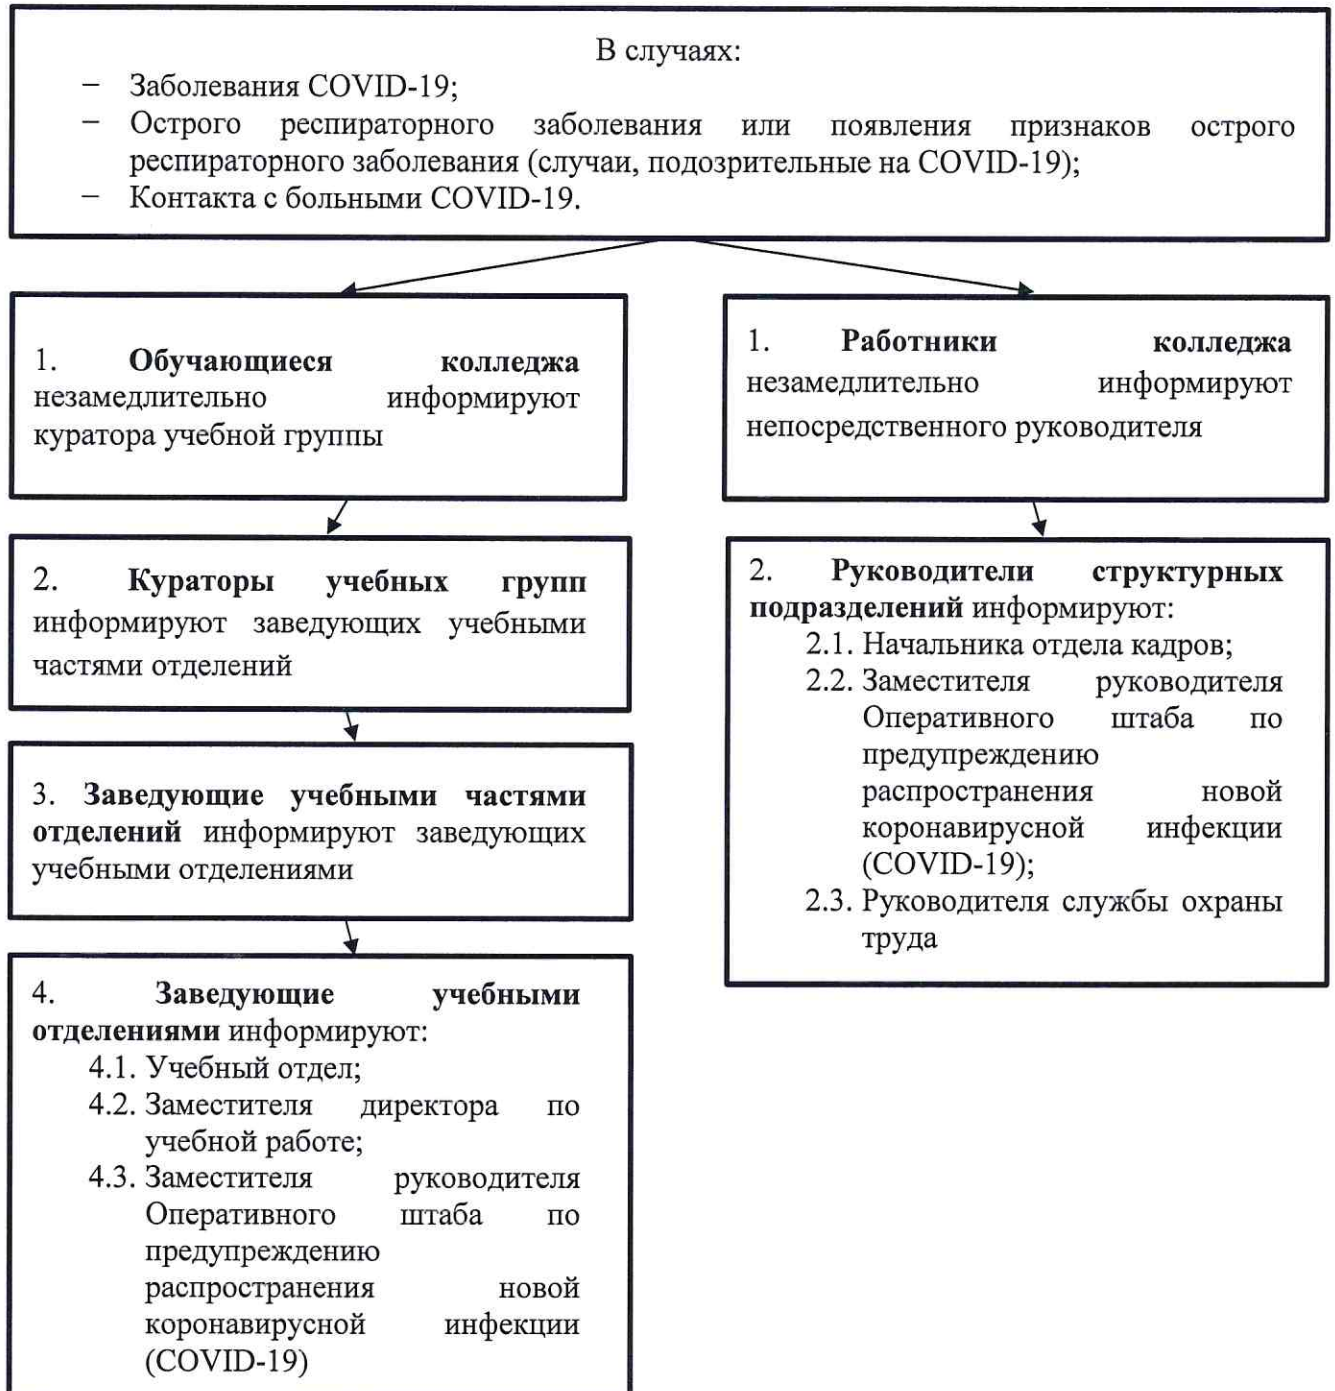 В случаях:
− Заболевания COVID-19;
− Острого респираторного заболевания или появления признаков острого
респираторного заболевания (случаи, подозрительные на COVID-19);
− Контакта с больными COVID-19.
1. Обучающиеся колледжа
незамедлительно информируют
куратора учебной группы
2. Кураторы учебных групп
информируют заведующих учебными
частями отделений
3. Заведующие учебными частями
отделений информируют заведующих
учебными отделениями
4. Заведующие учебными
отделениями информируют:
4.1. Учебный отдел;
4.2. Заместителя директора по
учебной работе;
4.3. Заместителя руководителя
Оперативного штаба по
предупреждению
распространения новой
коронавирусной инфекции
(COVID-19)
1. Работники колледжа
незамедлительно информируют
непосредственного руководителя
2. Руководители структурных
подразделений информируют:
2.1. Начальника отдела кадров;
2.2. Заместителя руководителя
Оперативного штаба по
предупреждению
распространения новой
коронавирусной инфекции
(COVID-19);
2.3. Руководителя службы охраны
труда